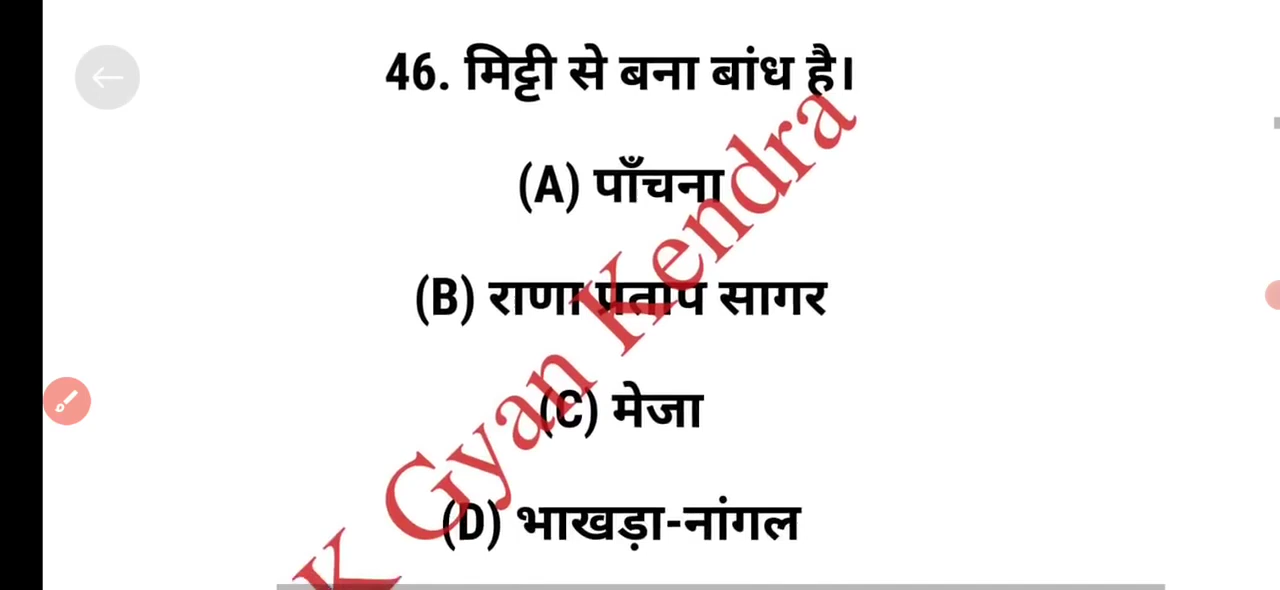 46. मिट्टी से बना बांध है।
(A) पाँचना
(B) राणा प्रताप सागर
(C) मेजा
(D) भाखड़ा-नांगल
K Gyan Kendra